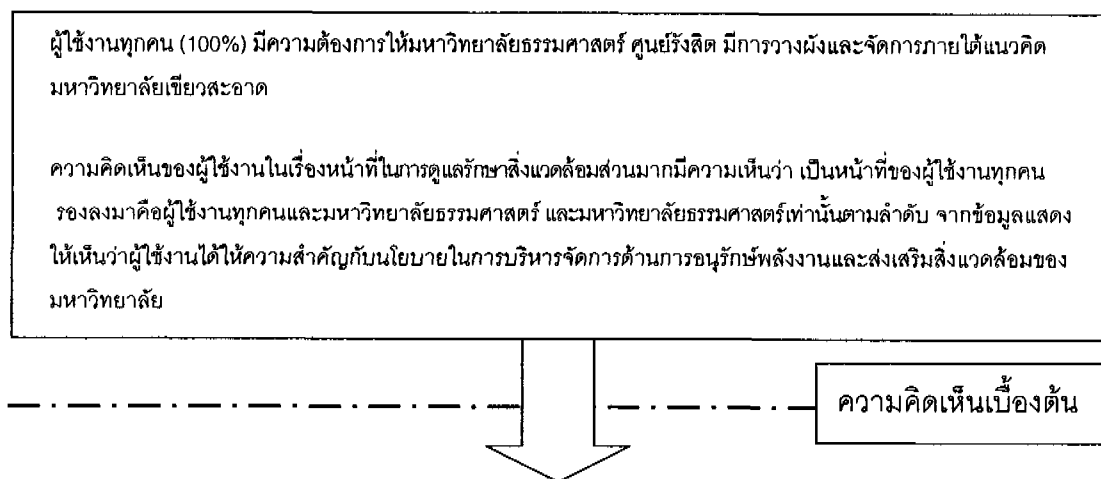 ผู้ใช้งานทุกคน (100%) มีความต้องการให้มหาวิทยาลัยธรรมศาสตร์ ศูนย์รังสิต มีการวางผังและจัดการภายใต้แนวคิด
มหาวิทยาลัยเขียวสะอาด
ความคิดเห็นของผู้ใช้งานในเรื่องหน้าที่ในการดูแลรักษาสิ่งแวดล้อมส่วนมากมีความเห็นว่า เป็นหน้าที่ของผู้ใช้งานทุกคน
รองลงมาคือผู้ใช้งานทุกคนและมหาวิทยาลัยธรรมศาสตร์ และมหาวิทยาลัยธรรมศาสตร์เท่านั้นตามลำดับ จากข้อมูลแสดง
ให้เห็นว่าผู้ใช้งานได้ให้ความสำคัญกับนโยบายในการบริหารจัดการด้านการอนุรักษ์พลังงานและส่งเสริมสิ่งแวดล้อมของ
มหาวิทยาลัย
ความคิดเห็นเบื้องต้น